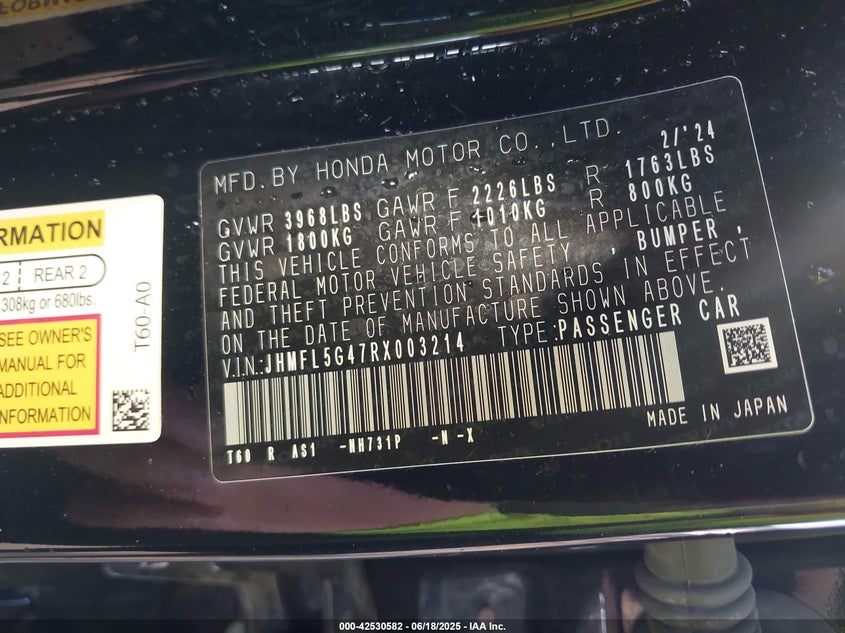 MFD. BY HONDA MOTOR CO., LTD. 2/'24
GVWR 3968LBS GAWR F 2226LBS R 1763LBS
GVWR 1800KG GAWR F 1010KG R 800KG
THIS VEHICLE CONFORMS TO ALL APPLICABLE
FEDERAL MOTOR VEHICLE SAFETY , BUMPER ,
AND THEFT PREVENTION STANDARDS IN EFFECT
ON THE DATE OF MANUFACTURE SHOWN ABOVE.
V.I.N:JHMFL5G47RX003214 TYPE:PASSENGER CAR
MADE IN JAPAN
T60 R AS1 -NH731P -N -X
RMATION
2 REAR 2
308kg or 680lbs.
SEE OWNER'S
MANUAL FOR
ADDITIONAL
NFORMATION
T60-A0
000-42530582 - 06/18/2025 - IAA Inc.